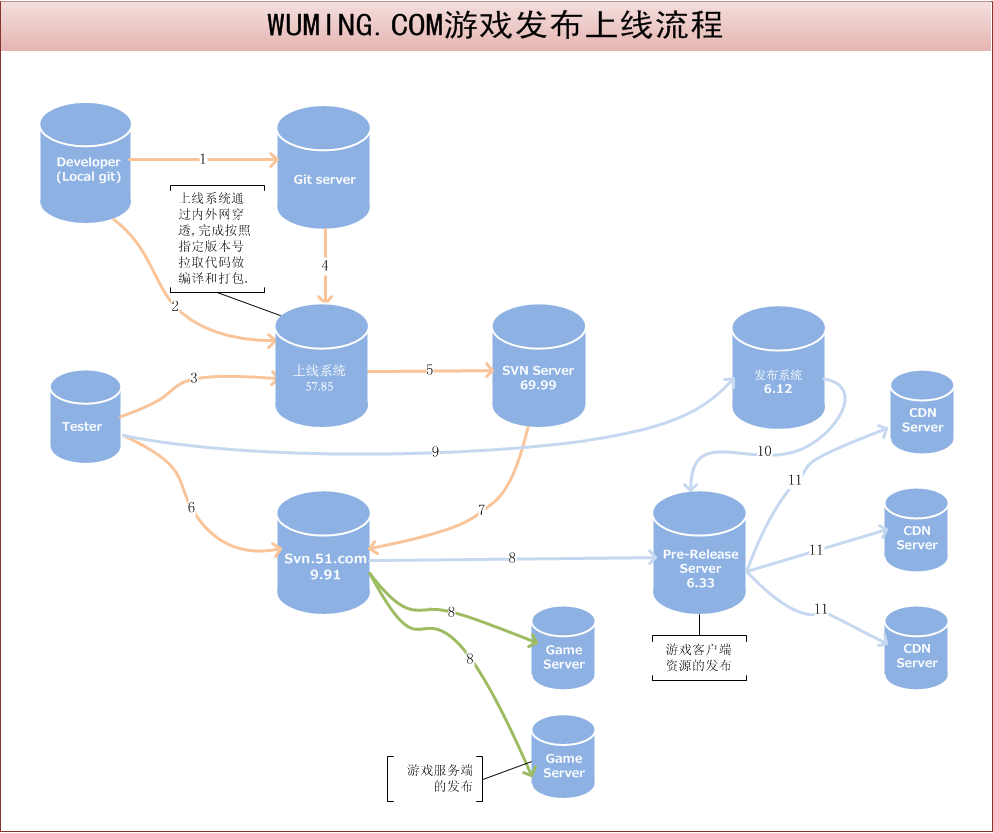 WUMING.COM游戏发布上线流程
Developer
(Local git)
1
Git server
上线系统通
过内外网穿
透,完成按照
指定版本号
拉取代码做
编译和打包.
4
2
上线系统
57.85
3
5
SVN Server
69.99
发布系统
6.12
Tester
CDN
Server
9
10
11
6
7
Svn.51.com
9.91
8
Pre-Release
Server
6.33
11
CDN
Server
8
11
8
Game
Server
游戏客户端
资源的发布
CDN
Server
游戏服务端
的发布
Game
Server